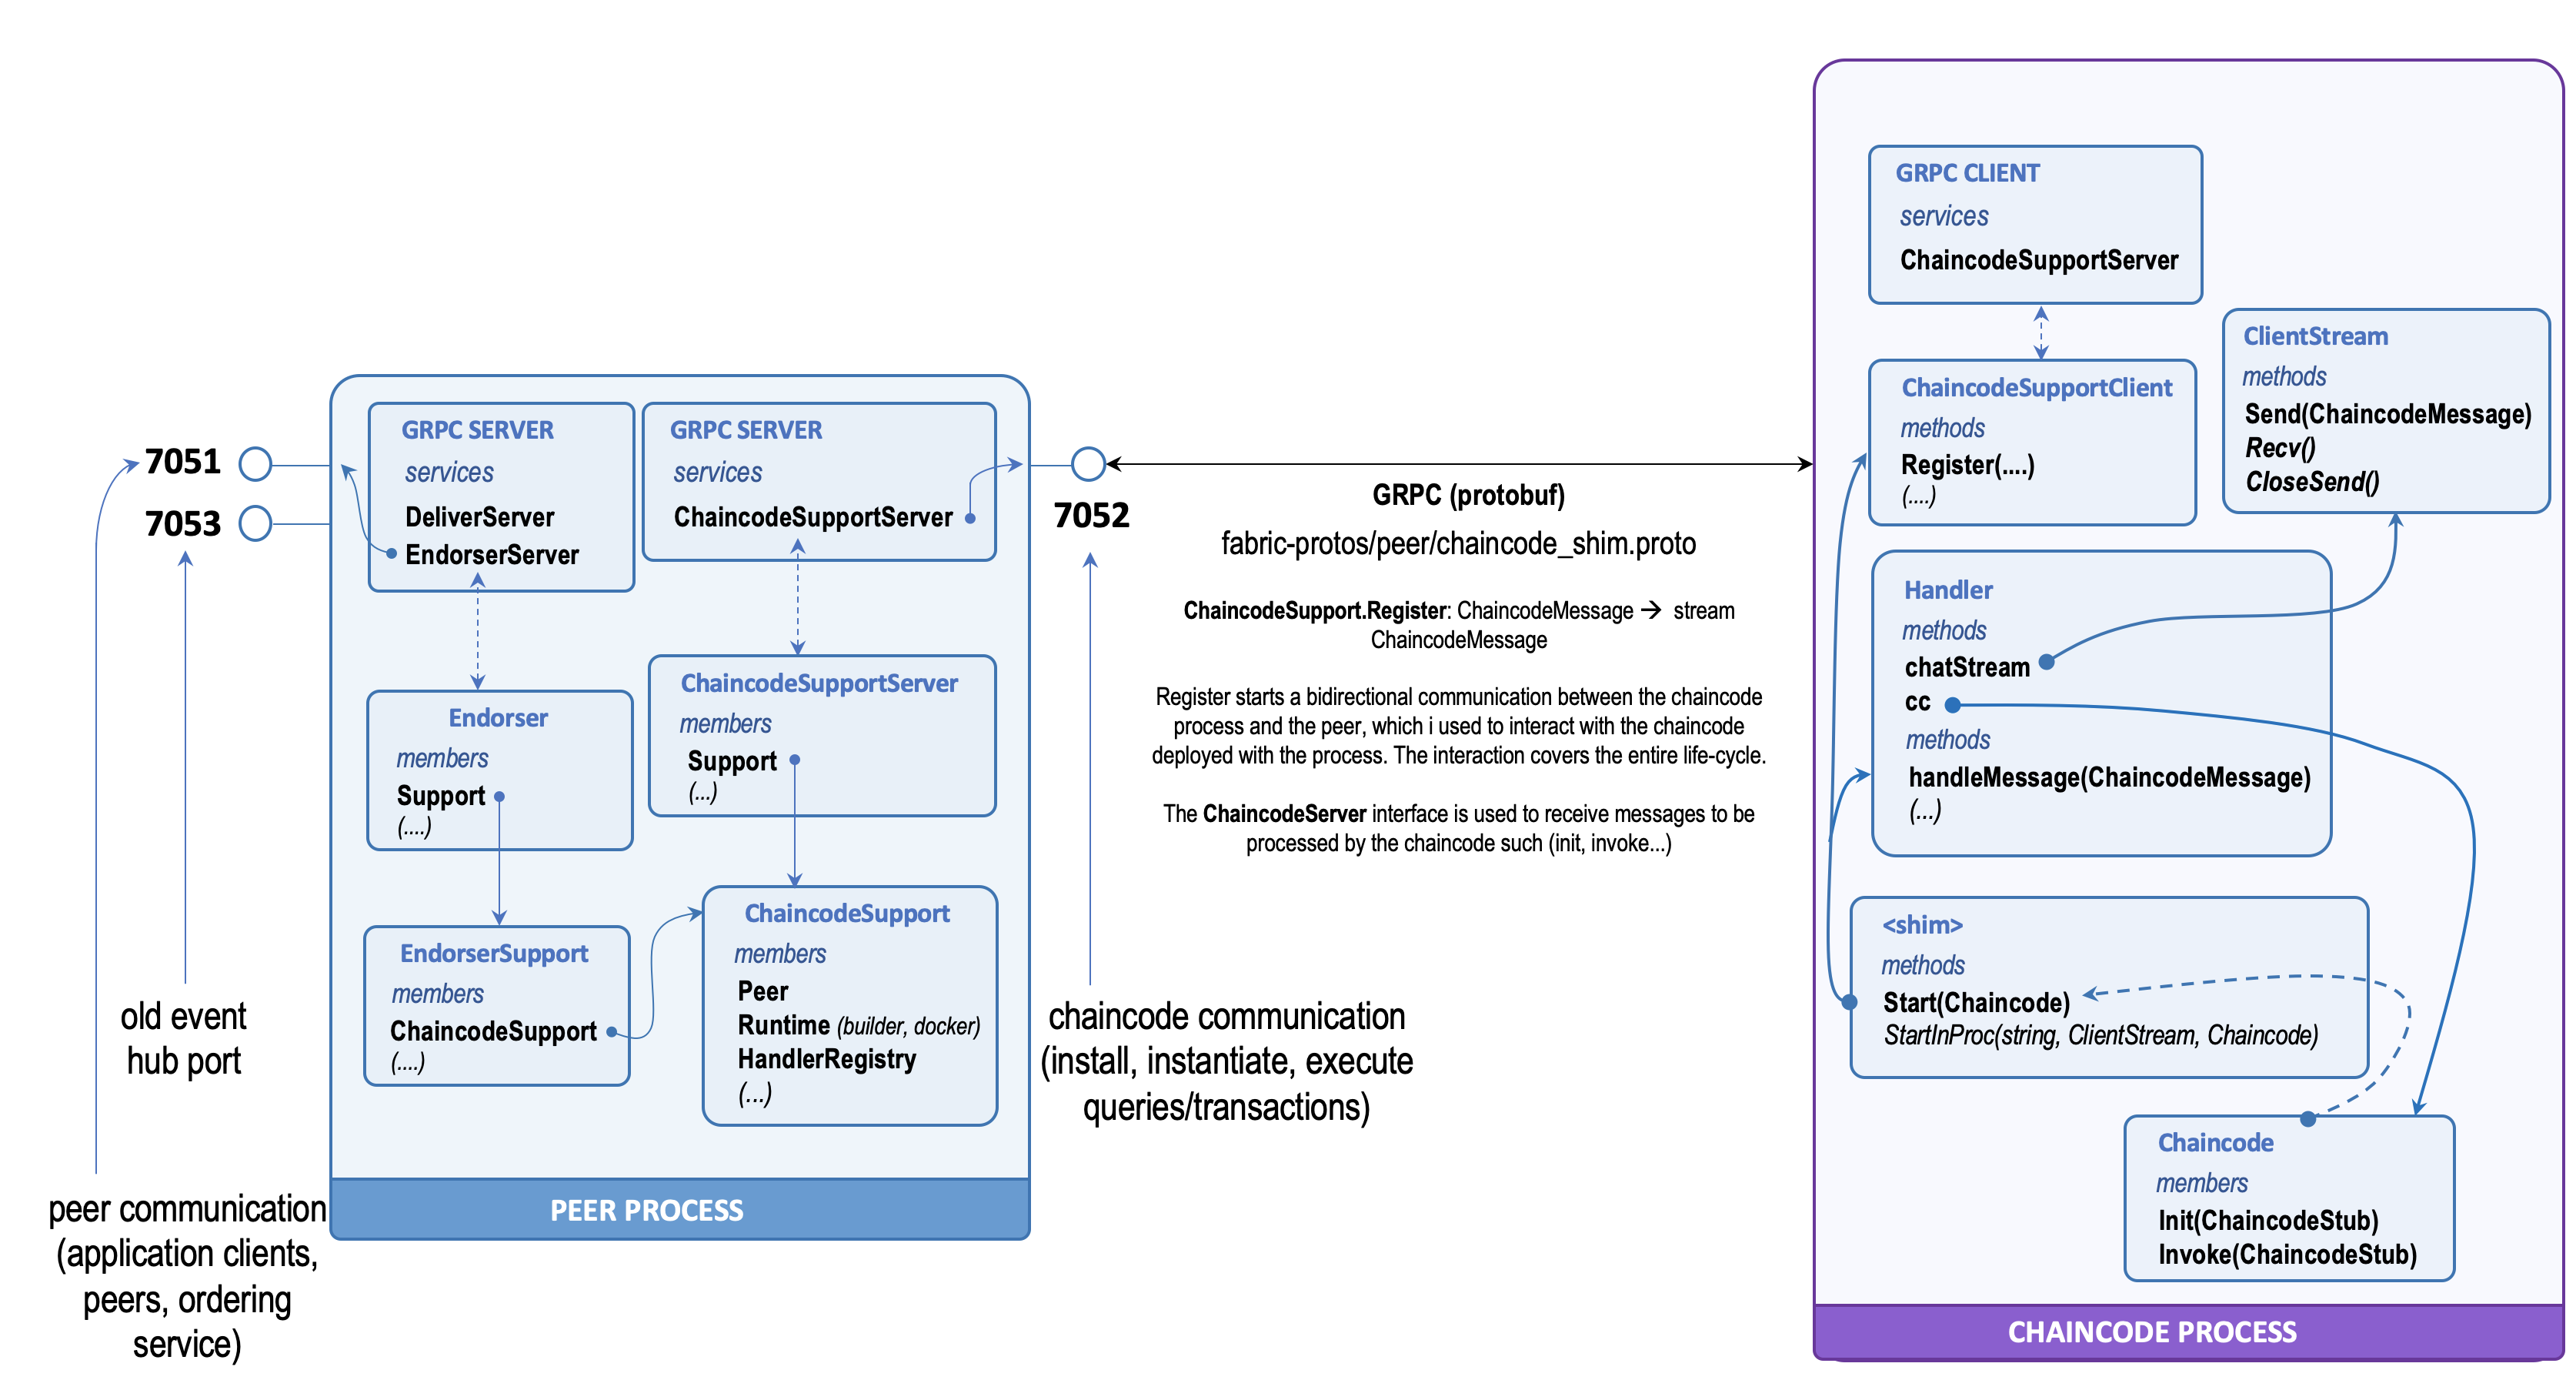 7051
7053
old event
hub port
peer communication
(application clients,
peers, ordering
service)
GRPC SERVER
services
DeliverServer
EndorserServer
GRPC SERVER
services
ChaincodeSupportServer
Endorser
members
Support
(....)
ChaincodeSupportServer
members
Support
(...)
EndorserSupport
members
ChaincodeSupport
(....)
ChaincodeSupport
members
Peer
Runtime (builder, docker)
HandlerRegistry
(...)
PEER PROCESS
7052
chaincode communication
(install, instantiate, execute
queries/transactions)
GRPC (protobuf)
fabric-protos/peer/chaincode_shim.proto
ChaincodeSupport.Register: ChaincodeMessage → stream
ChaincodeMessage
Register starts a bidirectional communication between the chaincode
process and the peer, which i used to interact with the chaincode
deployed with the process. The interaction covers the entire life-cycle.
The ChaincodeServer interface is used to receive messages to be
processed by the chaincode such (init, invoke...)
GRPC CLIENT
services
ChaincodeSupportServer
ChaincodeSupportClient
methods
Register(....)
(....)
ClientStream
methods
Send(ChaincodeMessage)
Recv()
CloseSend()
Handler
methods
chatStream
cc
methods
handleMessage(ChaincodeMessage)
(...)
<shim>
methods
Start(Chaincode)
StartInProc(string, ClientStream, Chaincode)
Chaincode
members
Init(ChaincodeStub)
Invoke(ChaincodeStub)
CHAINCODE PROCESS